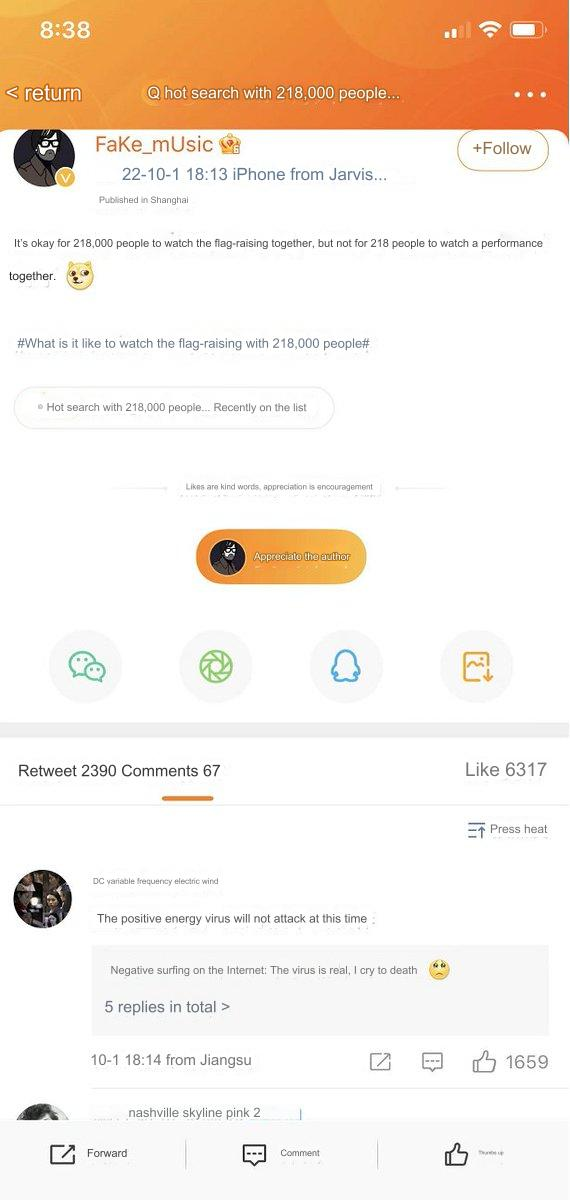 8:38
< return
Q hot search with 218,000 people...
FaKe_mUsic
+Follow
22-10-1 18:13 iPhone from Jarvis...
Published in Shanghai
It's okay for 218,000 people to watch the flag-raising together, but not for 218 people to watch a performance
together.
#What is it like to watch the flag-raising with 218,000 people#
Hot search with 218,000 people... Recently on the list
Likes are kind words, appreciation is encouragement
Appreciate the author
Retweet 2390 Comments 67
Like 6317
Press heat
DC variable frequency electric wind
The positive energy virus will not attack at this time
Negative surfing on the Internet: The virus is real, I cry to death
5 replies in total >
10-1 18:14 from Jiangsu
1659
nashville skyline pink 2
Forward
Comment
Thumbs up